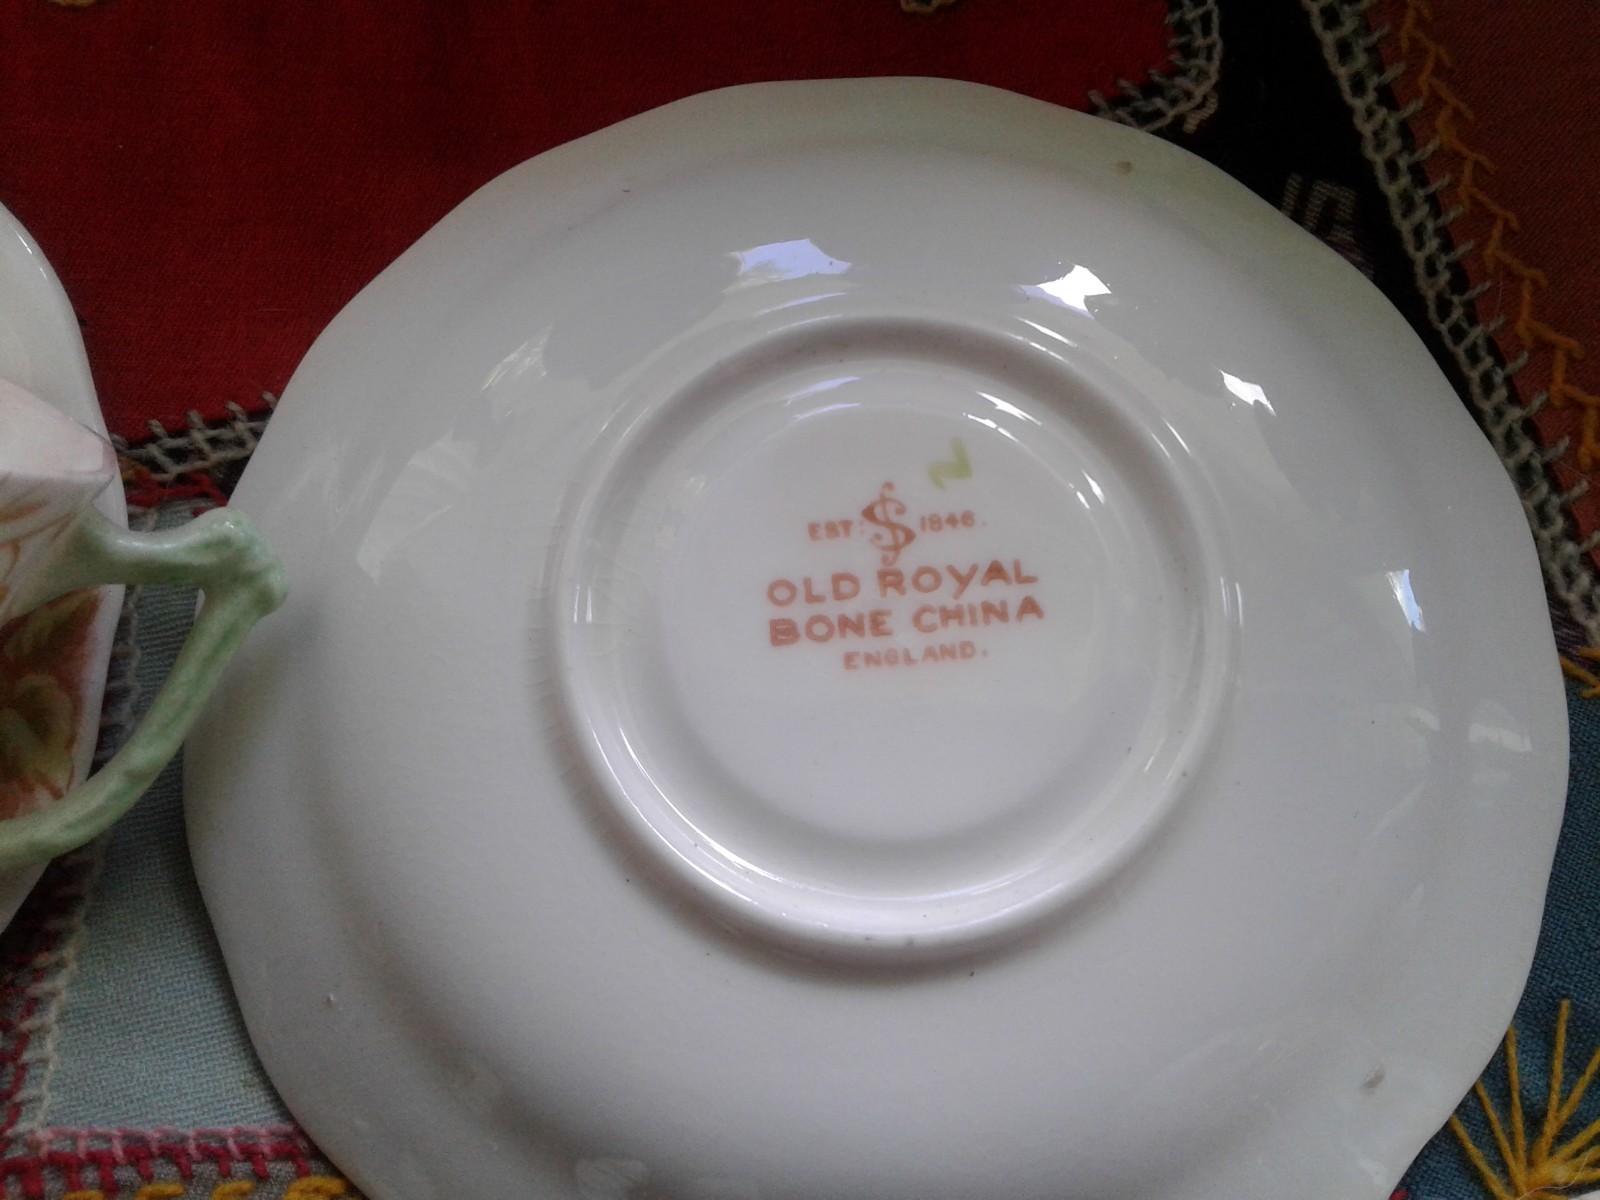 EST. 1846.
OLD ROYAL
BONE CHINA
ENGLAND.